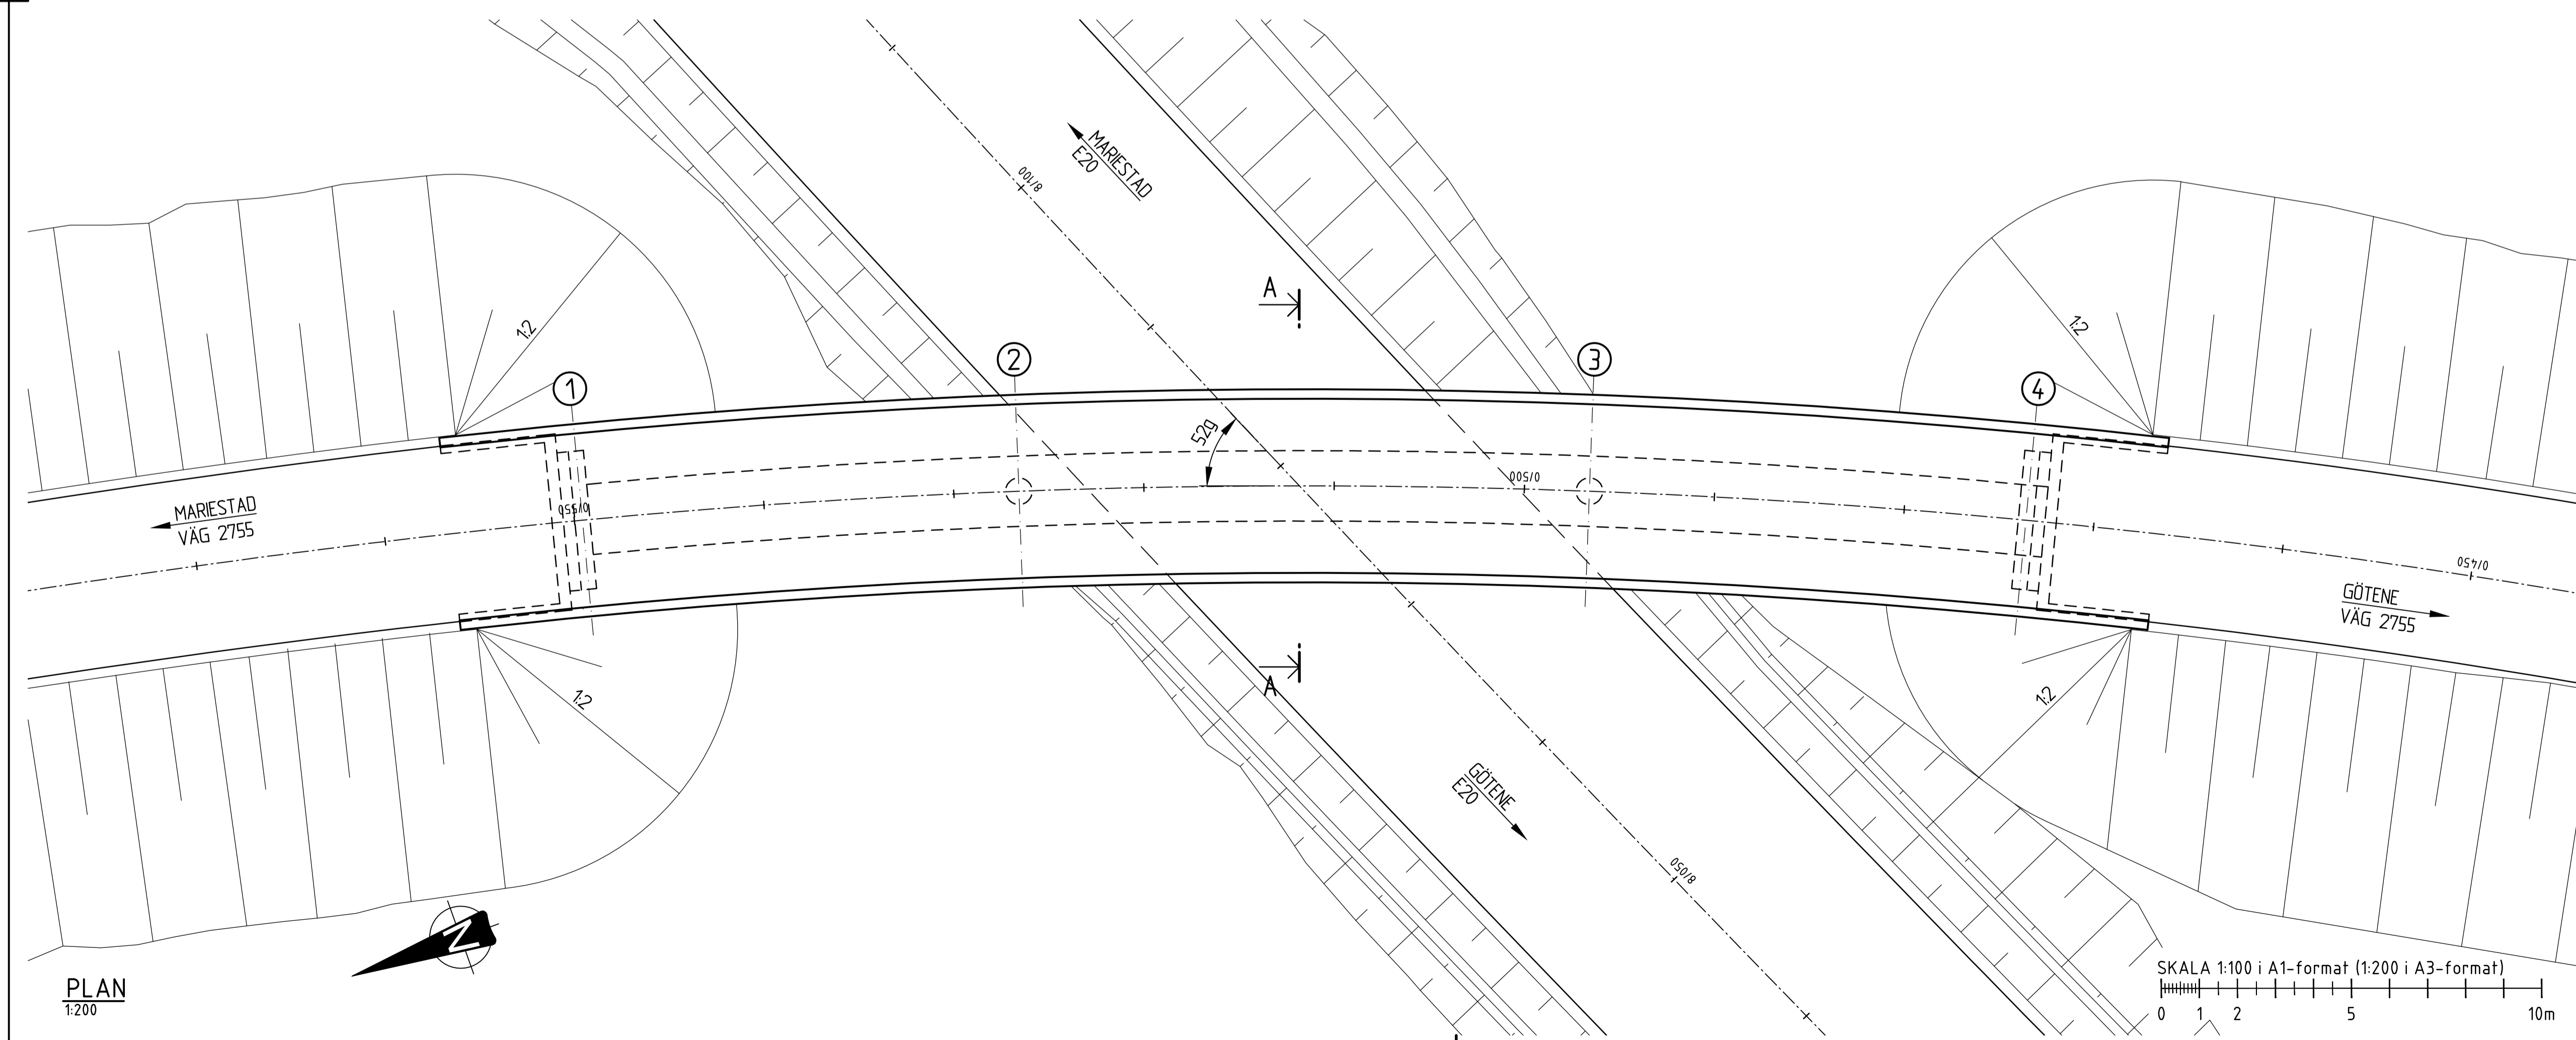 8/100
MARIESTAD
E20
A
1:2
1:2
1
2
3
4
52g
0/500
0/550
MARIESTAD
VÄG 2755
0/450
GÖTENE
VÄG 2755
A
1:2
1:2
GÖTENE
E20
8/050
N
PLAN
1:200
SKALA 1:100 i A1-format (1:200 i A3-format)
0 1 2 5 10m